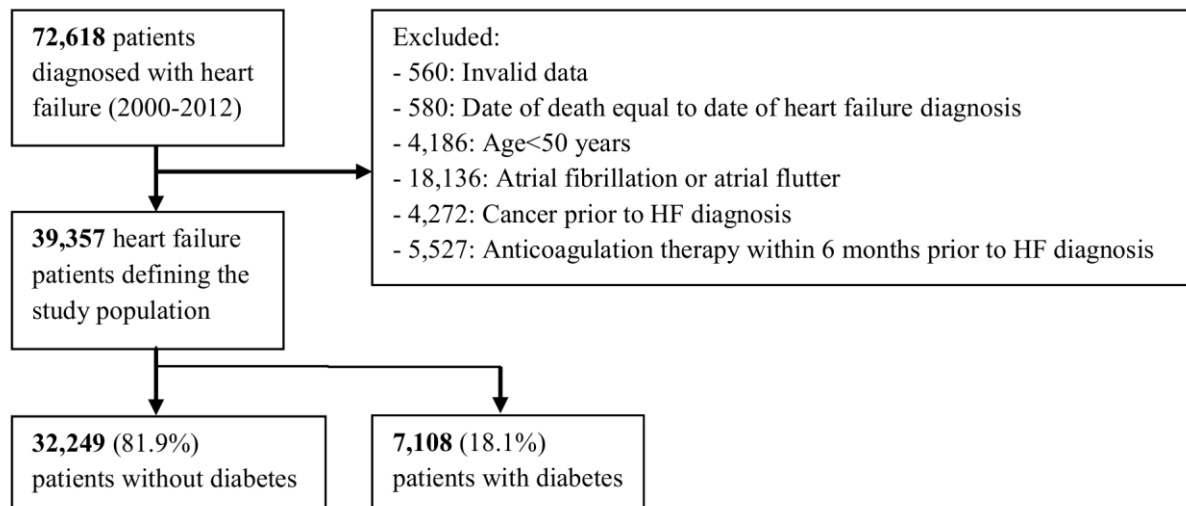 72,618 patients
diagnosed with heart
failure (2000-2012)
Excluded:
- 560: Invalid data
- 580: Date of death equal to date of heart failure diagnosis
- 4,186: Age<50 years
- 18,136: Atrial fibrillation or atrial flutter
- 4,272: Cancer prior to HF diagnosis
- 5,527: Anticoagulation therapy within 6 months prior to HF diagnosis
39,357 heart failure
patients defining the
study population
32,249 (81.9%)
patients without diabetes
7,108 (18.1%)
patients with diabetes